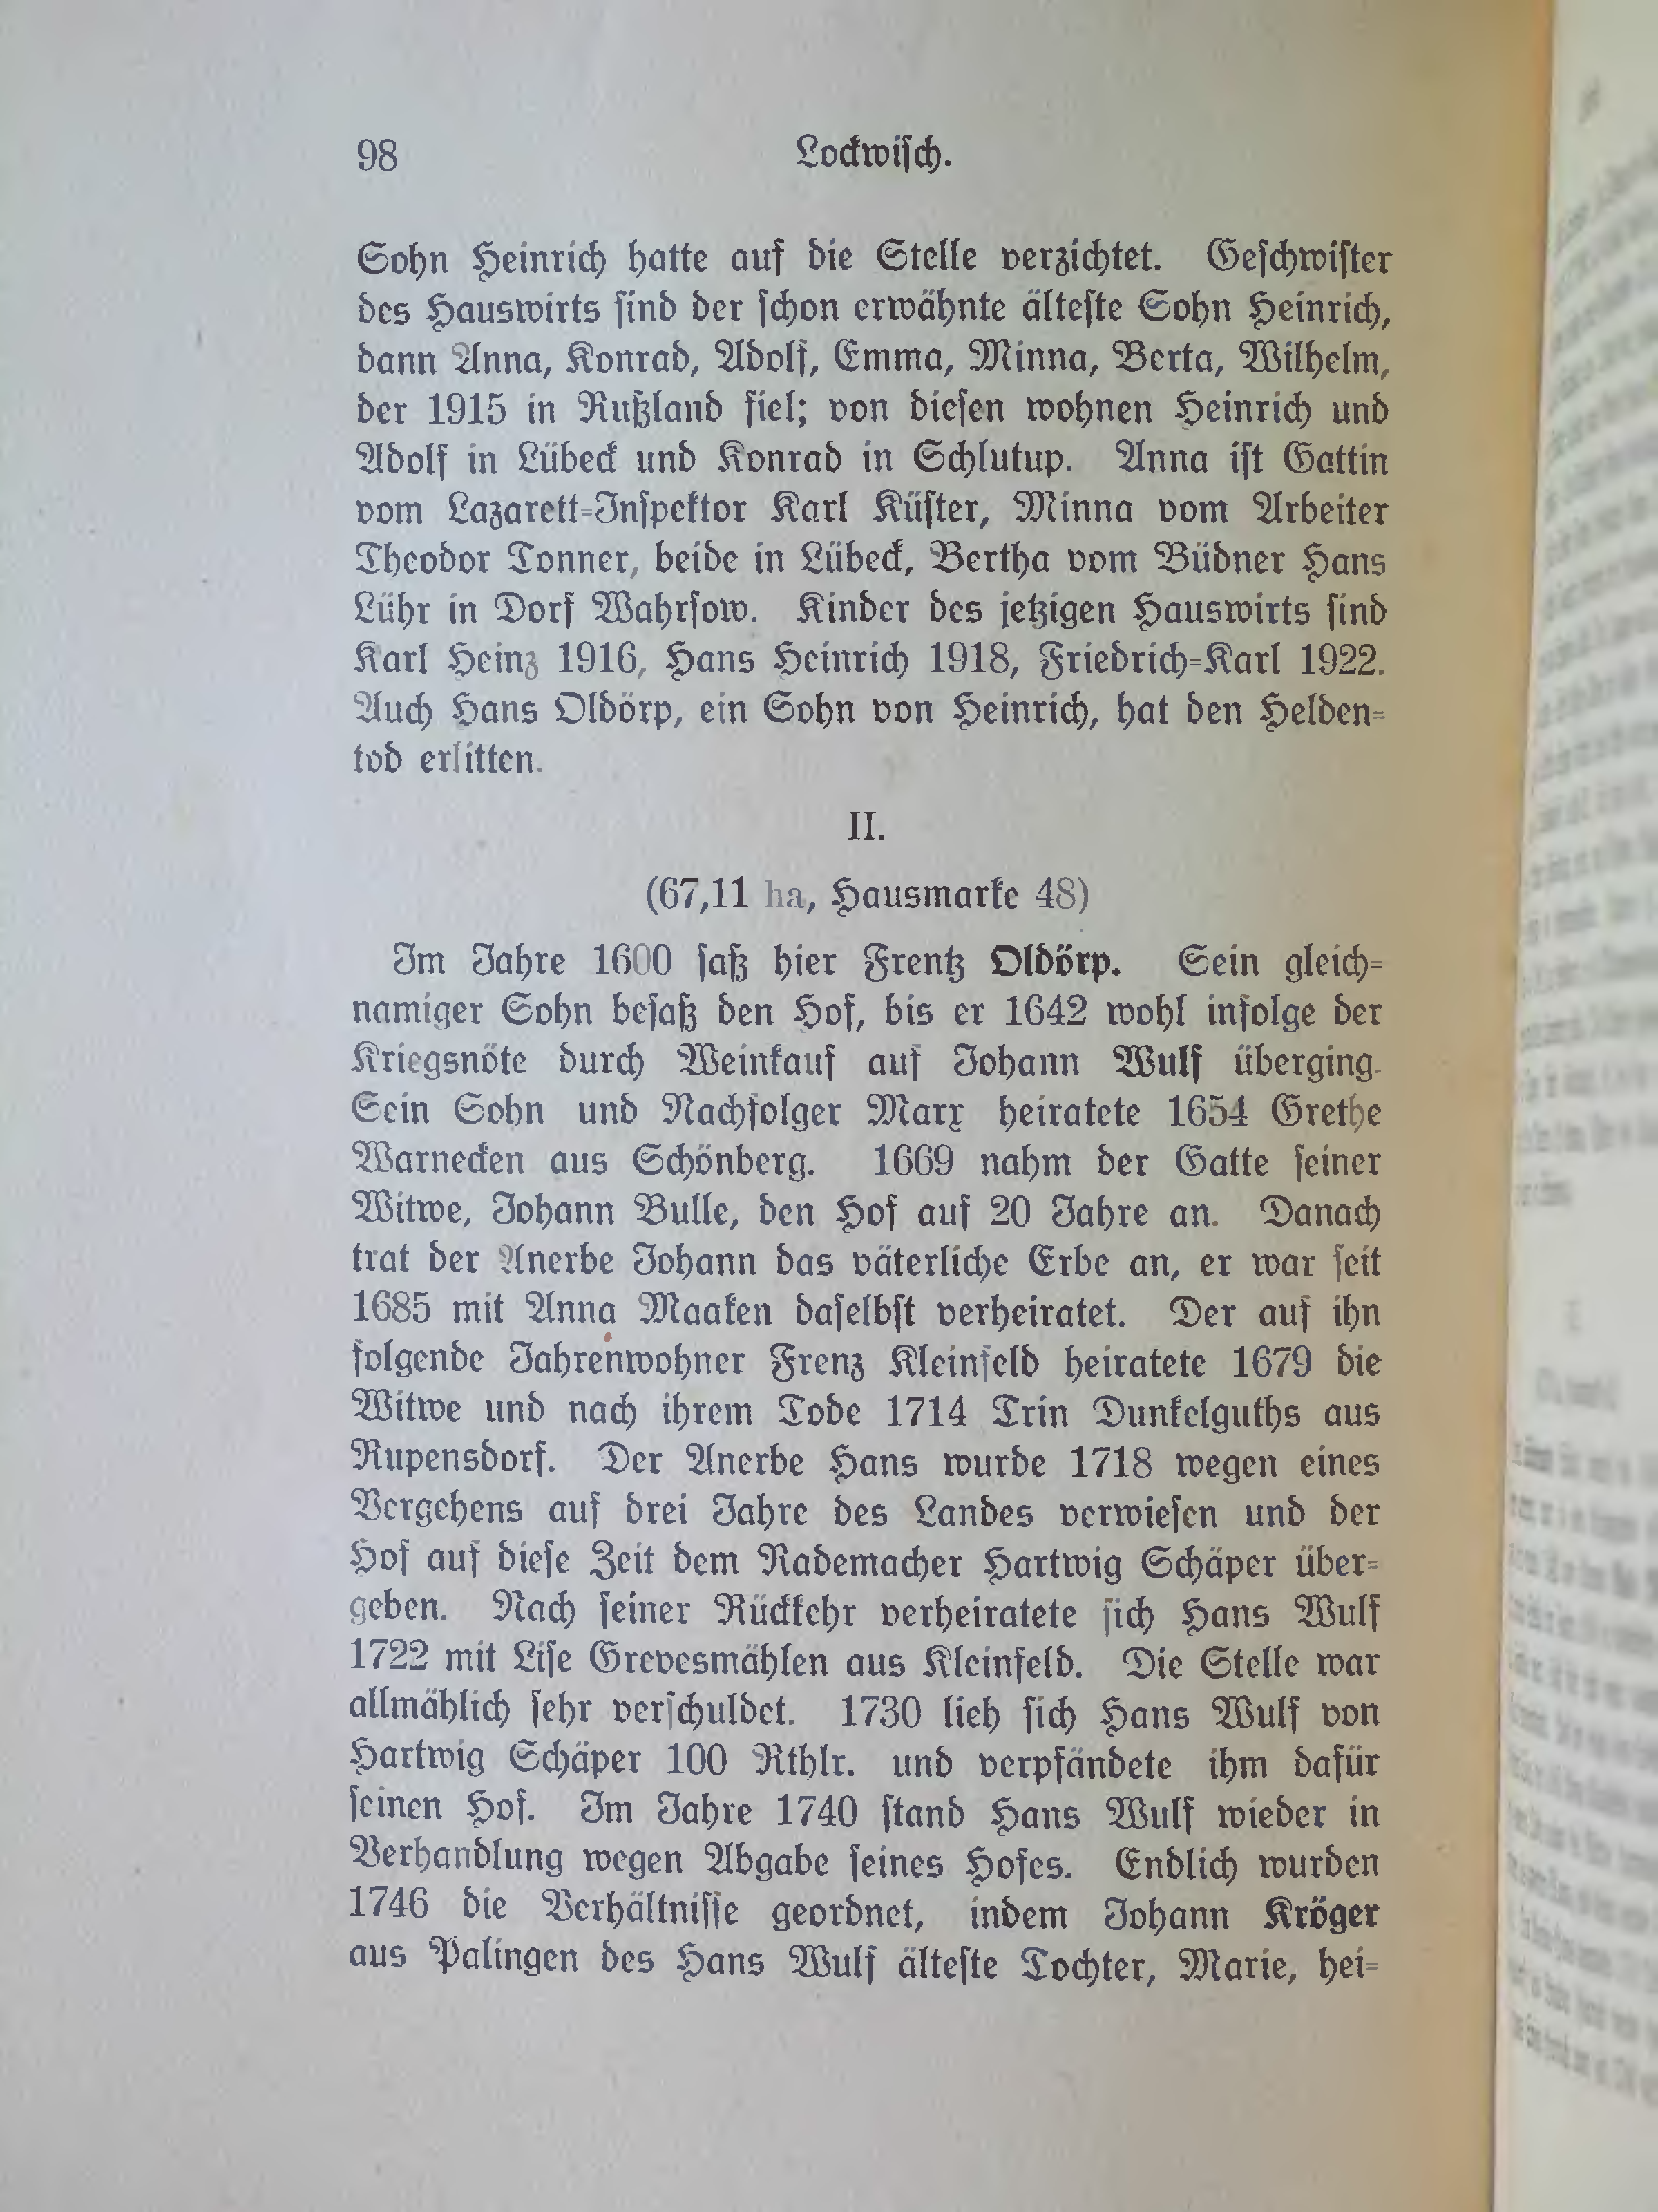 98
Lockwisch.
Sohn Heinrich hatte auf die Stelle verzichtet. Geschwister
des Hauswirts sind der schon erwähnte älteste Sohn Heinrich,
dann Anna, Konrad, Adolf, Emma, Minna, Berta, Wilhelm,
der 1915 in Rußland fiel; von diesen wohnen Heinrich und
Adolf in Lübeck und Konrad in Schlutup. Anna ist Gattin
vom Lazarett-Inspektor Karl Küster, Minna vom Arbeiter
Theodor Tonner, beide in Lübeck, Bertha vom Büdner Hans
Lühr in Dorf Wahrsow. Kinder des jetzigen Hauswirts sind
Karl Heinz 1916, Hans Heinrich 1918, Friedrich-Karl 1922.
Auch Hans Oldörp, ein Sohn von Heinrich, hat den Helden-
tod erlitten.
II.
(67,11 ha, Hausmarke 48)
Im Jahre 1600 saß hier Frentz Oldörp. Sein gleich-
namiger Sohn besaß den Hof, bis er 1642 wohl infolge der
Kriegsnöte durch Weinkauf auf Johann Wulf überging.
Sein Sohn und Nachfolger Marx heiratete 1654 Grethe
Warnecken aus Schönberg. 1669 nahm der Gatte seiner
Witwe, Johann Bulle, den Hof auf 20 Jahre an. Danach
trat der Anerbe Johann das väterliche Erbe an, er war seit
1685 mit Anna Maaken daselbst verheiratet. Der auf ihn
folgende Jahrenwohner Frenz Kleinfeld heiratete 1679 die
Witwe und nach ihrem Tode 1714 Trin Dunkelguths aus
Rupensdorf. Der Anerbe Hans wurde 1718 wegen eines
Vergehens auf drei Jahre des Landes verwiesen und der
Hof auf diese Zeit dem Rademacher Hartwig Schäper über-
geben. Nach seiner Rückkehr verheiratete sich Hans Wulf
1722 mit Lise Grevesmählen aus Kleinfeld. Die Stelle war
allmählich sehr verschuldet. 1730 lieh sich Hans Wulf von
Hartwig Schäper 100 Rthlr. und verpfändete ihm dafür
seinen Hof. Im Jahre 1740 stand Hans Wulf wieder in
Verhandlung wegen Abgabe seines Hofes. Endlich wurden
1746 die Verhältnisse geordnet, indem Johann Kröger
aus Palingen des Hans Wulf älteste Tochter, Marie, hei-